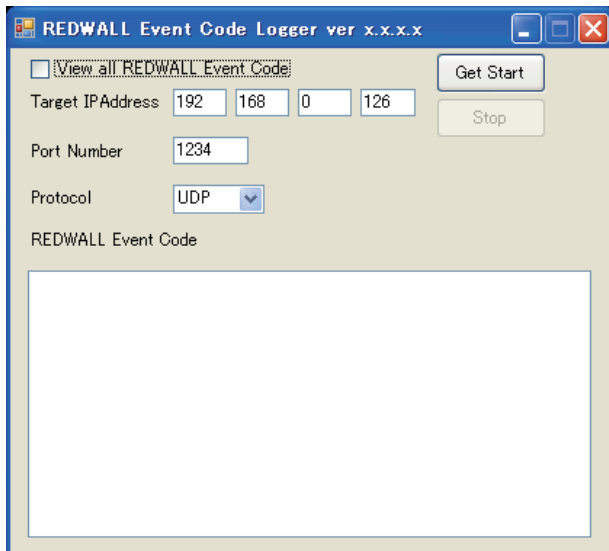 REDWALL Event Code Logger ver x.x.x.x
View all REDWALL Event Code
Get Start
Target IPAddress 192 168 0 126
Stop
Port Number 1234
Protocol UDP
REDWALL Event Code